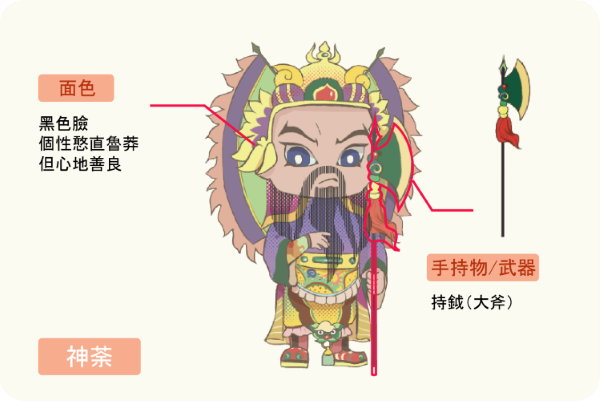 面色
黑色臉
個性憨直魯莽
但心地善良
手持物/武器
持鉞(大斧)
神荼